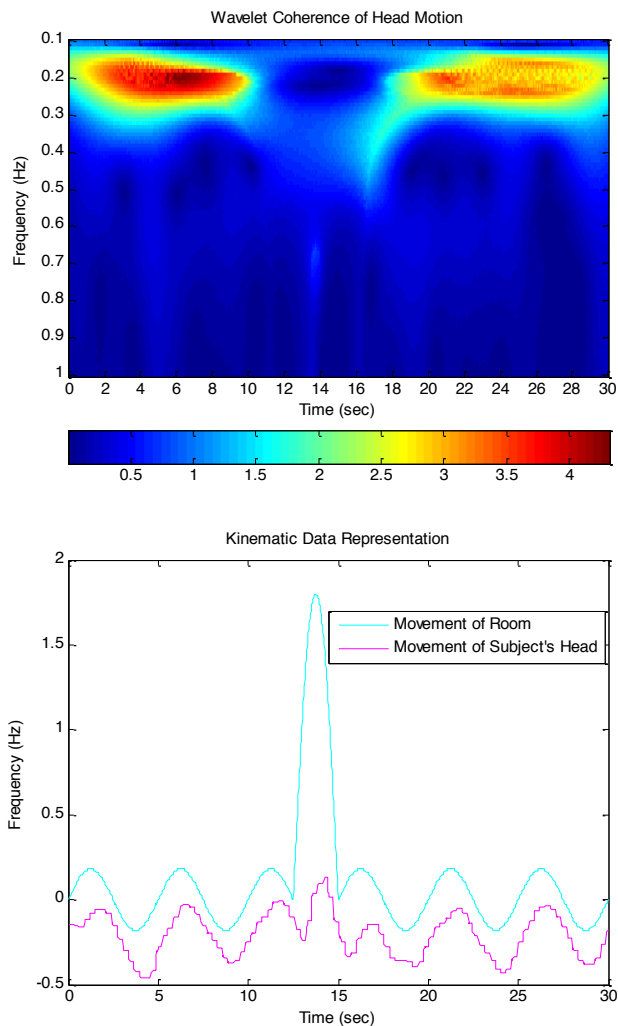 Wavelet Coherence of Head Motion
0.1
0.2
0.3
0.4
0.5
0.6
0.7
0.8
0.9
1
Frequency (Hz)
0 2 4 6 8 10 12 14 16 18 20 22 24 26 28 30
Time (sec)
0.5 1 1.5 2 2.5 3 3.5 4
Kinematic Data Representation
2
1.5
1
0.5
0
-0.5
Frequency (Hz)
Movement of Room
Movement of Subject's Head
0 5 10 15 20 25 30
Time (sec)